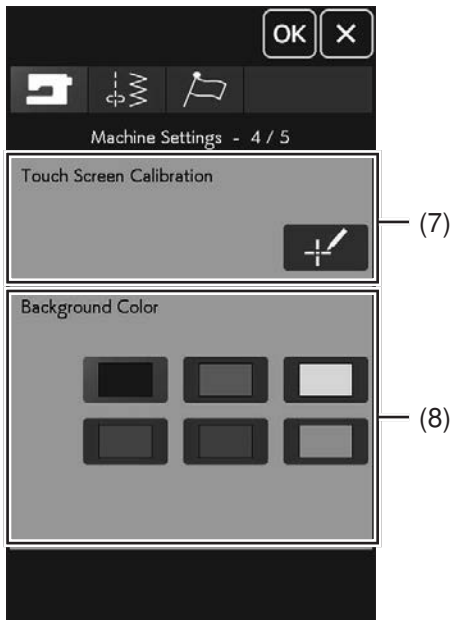 OK
Machine Settings - 4 / 5
Touch Screen Calibration
(7)
Background Color
(8)